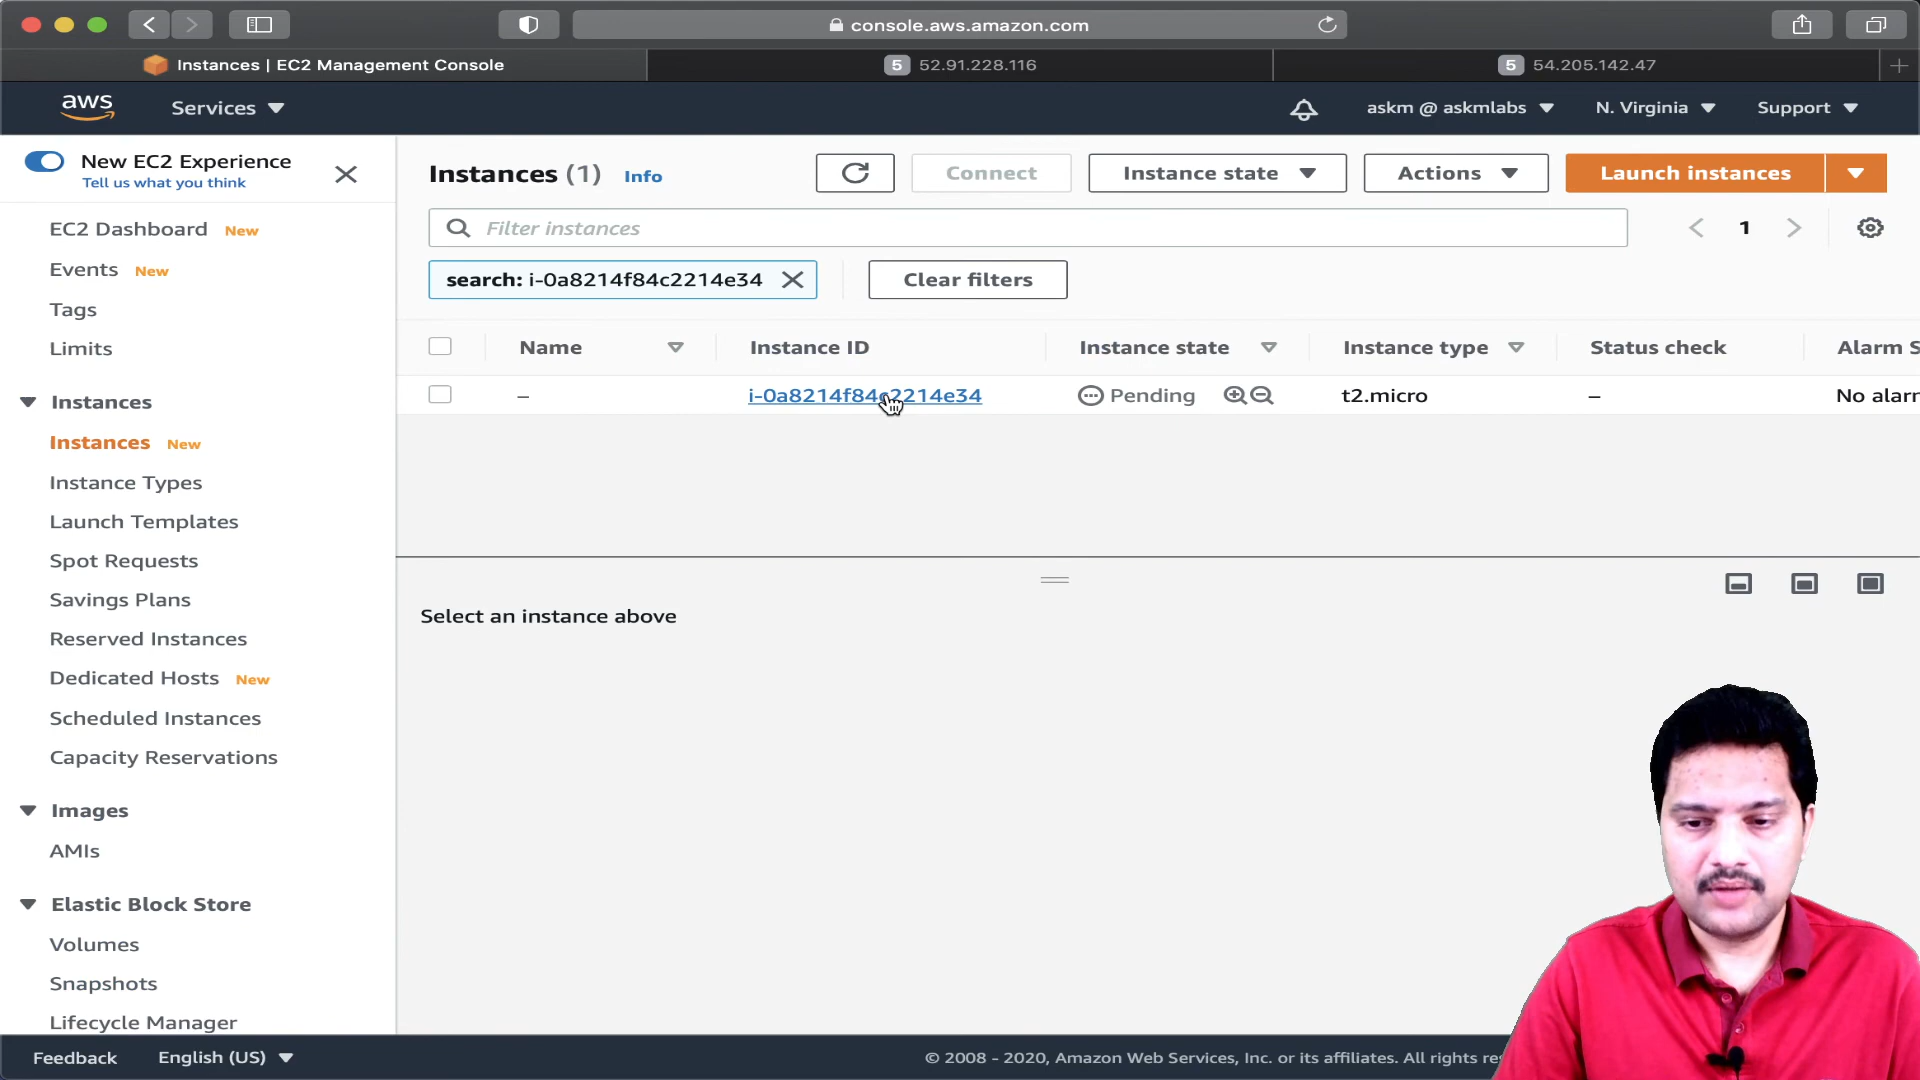 console.aws.amazon.com
Instances | EC2 Management Console
5 52.91.228.116
5 54.205.142.47
aws
Services
askm @ askmlabs
N. Virginia
Support
New EC2 Experience
Tell us what you think
EC2 Dashboard New
Events New
Tags
Limits
Instances
Instances New
Instance Types
Launch Templates
Spot Requests
Savings Plans
Reserved Instances
Dedicated Hosts New
Scheduled Instances
Capacity Reservations
Images
AMIs
Elastic Block Store
Volumes
Snapshots
Lifecycle Manager
Instances (1) Info
Connect
Instance state
Actions
Launch instances
Filter instances
1
search: i-0a8214f84c2214e34
Clear filters
Name Instance ID Instance state Instance type Status check Alarm S
– i-0a8214f84c2214e34 Pending t2.micro – No alarm
Select an instance above
Feedback English (US)
© 2008 - 2020, Amazon Web Services, Inc. or its affiliates. All rights re